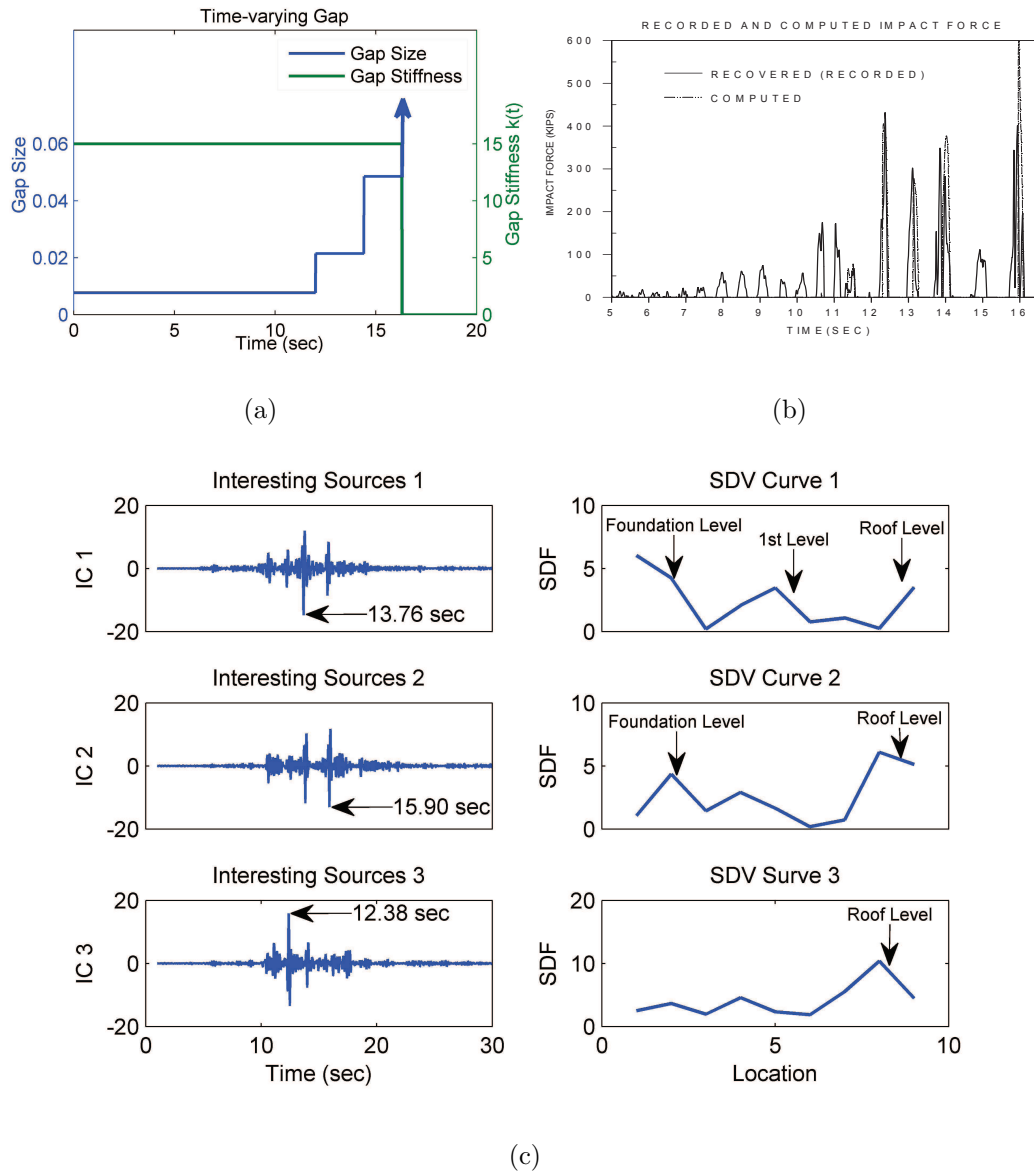 Time-varying Gap
Gap Size
Gap Stiffness
Gap Size
0.06
0.04
0.02
0
15
10
5
0
Gap Stiffness k(t)
0 5 10 15 20
Time (sec)
(a)
RECORDED AND COMPUTED IMPACT FORCE
RECOVERED (RECORDED)
COMPUTED
IMPACT FORCE (KIPS)
600
500
400
300
200
100
0
5 6 7 8 9 10 11 12 13 14 15 16
TIME(SEC)
(b)
Interesting Sources 1
IC 1
20
0
-20
13.76 sec
SDV Curve 1
SDF
10
5
0
Foundation Level
1st Level
Roof Level
Interesting Sources 2
IC 2
20
0
-20
15.90 sec
SDV Curve 2
SDF
10
5
0
Foundation Level
Roof Level
Interesting Sources 3
IC 3
20
0
-20
12.38 sec
0 10 20 30
Time (sec)
SDV Surve 3
SDF
20
10
0
Roof Level
0 5 10
Location
(c)